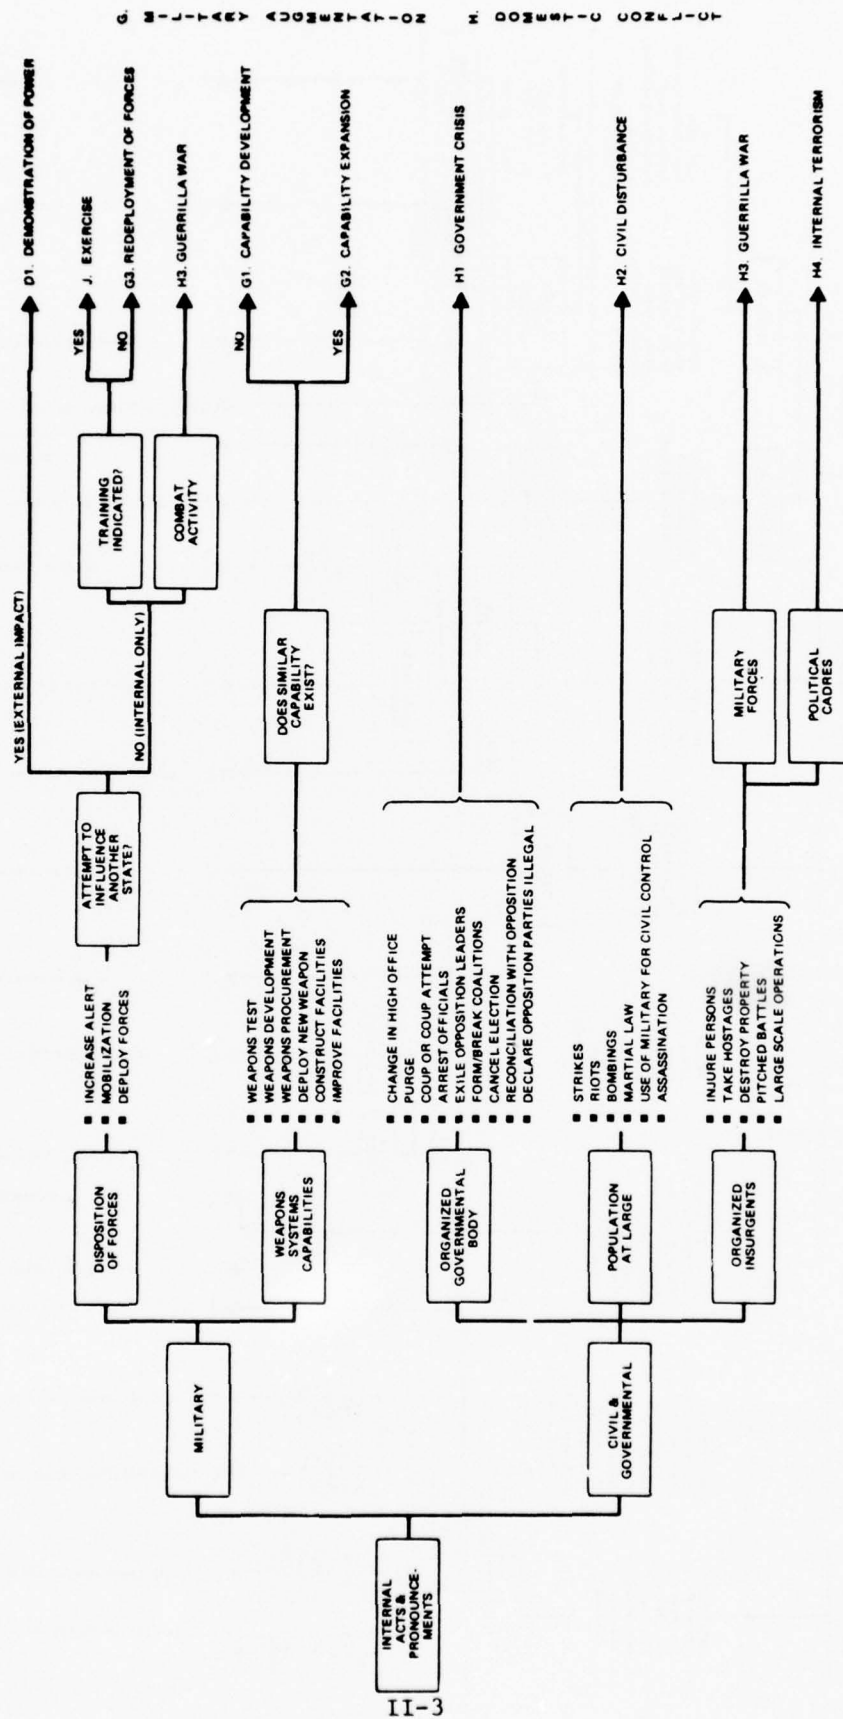 INTERNAL
ACTS &
PRONOUNCE-
MENTS
MILITARY
CIVIL &
GOVERNMENTAL
DISPOSITION
OF FORCES
WEAPONS
SYSTEMS
CAPABILITIES
ORGANIZED
GOVERNMENTAL
BODY
POPULATION
AT LARGE
ORGANIZED
INSURGENTS
■ INCREASE ALERT
■ MOBILIZATION
■ DEPLOY FORCES
■ WEAPONS TEST
■ WEAPONS DEVELOPMENT
■ WEAPONS PROCUREMENT
■ DEPLOY NEW WEAPON
■ CONSTRUCT FACILITIES
■ IMPROVE FACILITIES
■ CHANGE IN HIGH OFFICE
■ PURGE
■ COUP OR COUP ATTEMPT
■ ARREST OFFICIALS
■ EXILE OPPOSITION LEADERS
■ FORM/BREAK COALITIONS
■ CANCEL ELECTION
■ RECONCILIATION WITH OPPOSITION
■ DECLARE OPPOSITION PARTIES ILLEGAL
■ STRIKES
■ RIOTS
■ BOMBINGS
■ MARTIAL LAW
■ USE OF MILITARY FOR CIVIL CONTROL
■ ASSASSINATION
■ INJURE PERSONS
■ TAKE HOSTAGES
■ DESTROY PROPERTY
■ PITCHED BATTLES
■ LARGE SCALE OPERATIONS
ATTEMPT TO
INFLUENCE
ANOTHER
STATE?
YES (EXTERNAL IMPACT)
NO (INTERNAL ONLY)
TRAINING
INDICATED?
COMBAT
ACTIVITY
DOES SIMILAR
CAPABILITY
EXIST?
MILITARY
FORCES
POLITICAL
CADRES
YES
NO
NO
YES
D1. DEMONSTRATION OF POWER
J. EXERCISE
G3. REDEPLOYMENT OF FORCES
H3. GUERRILLA WAR
G1. CAPABILITY DEVELOPMENT
G2. CAPABILITY EXPANSION
H1 GOVERNMENT CRISIS
H2. CIVIL DISTURBANCE
H3. GUERRILLA WAR
H4. INTERNAL TERRORISM
G. MILITARY AUGMENTATION
H. DOMESTIC CONFLICT
II-3